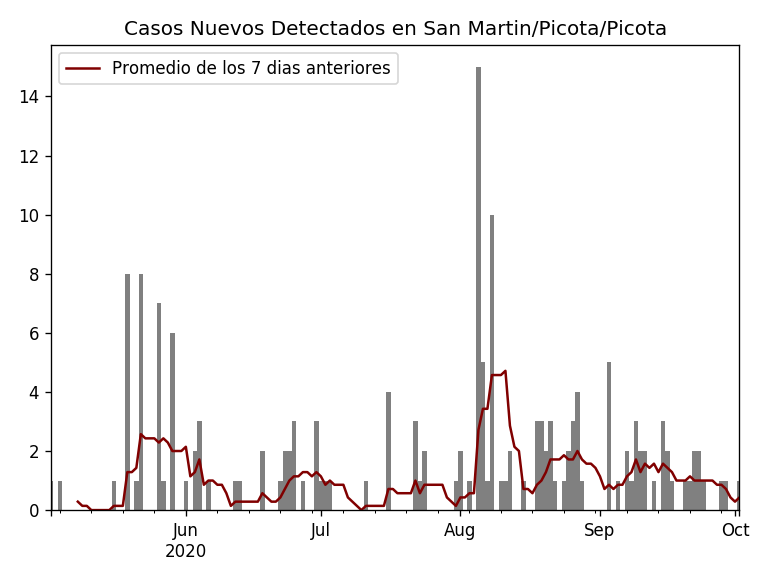 Casos Nuevos Detectados en San Martin/Picota/Picota
Promedio de los 7 dias anteriores
14
12
10
8
6
4
2
0
Jun
2020
Jul
Aug
Sep
Oct